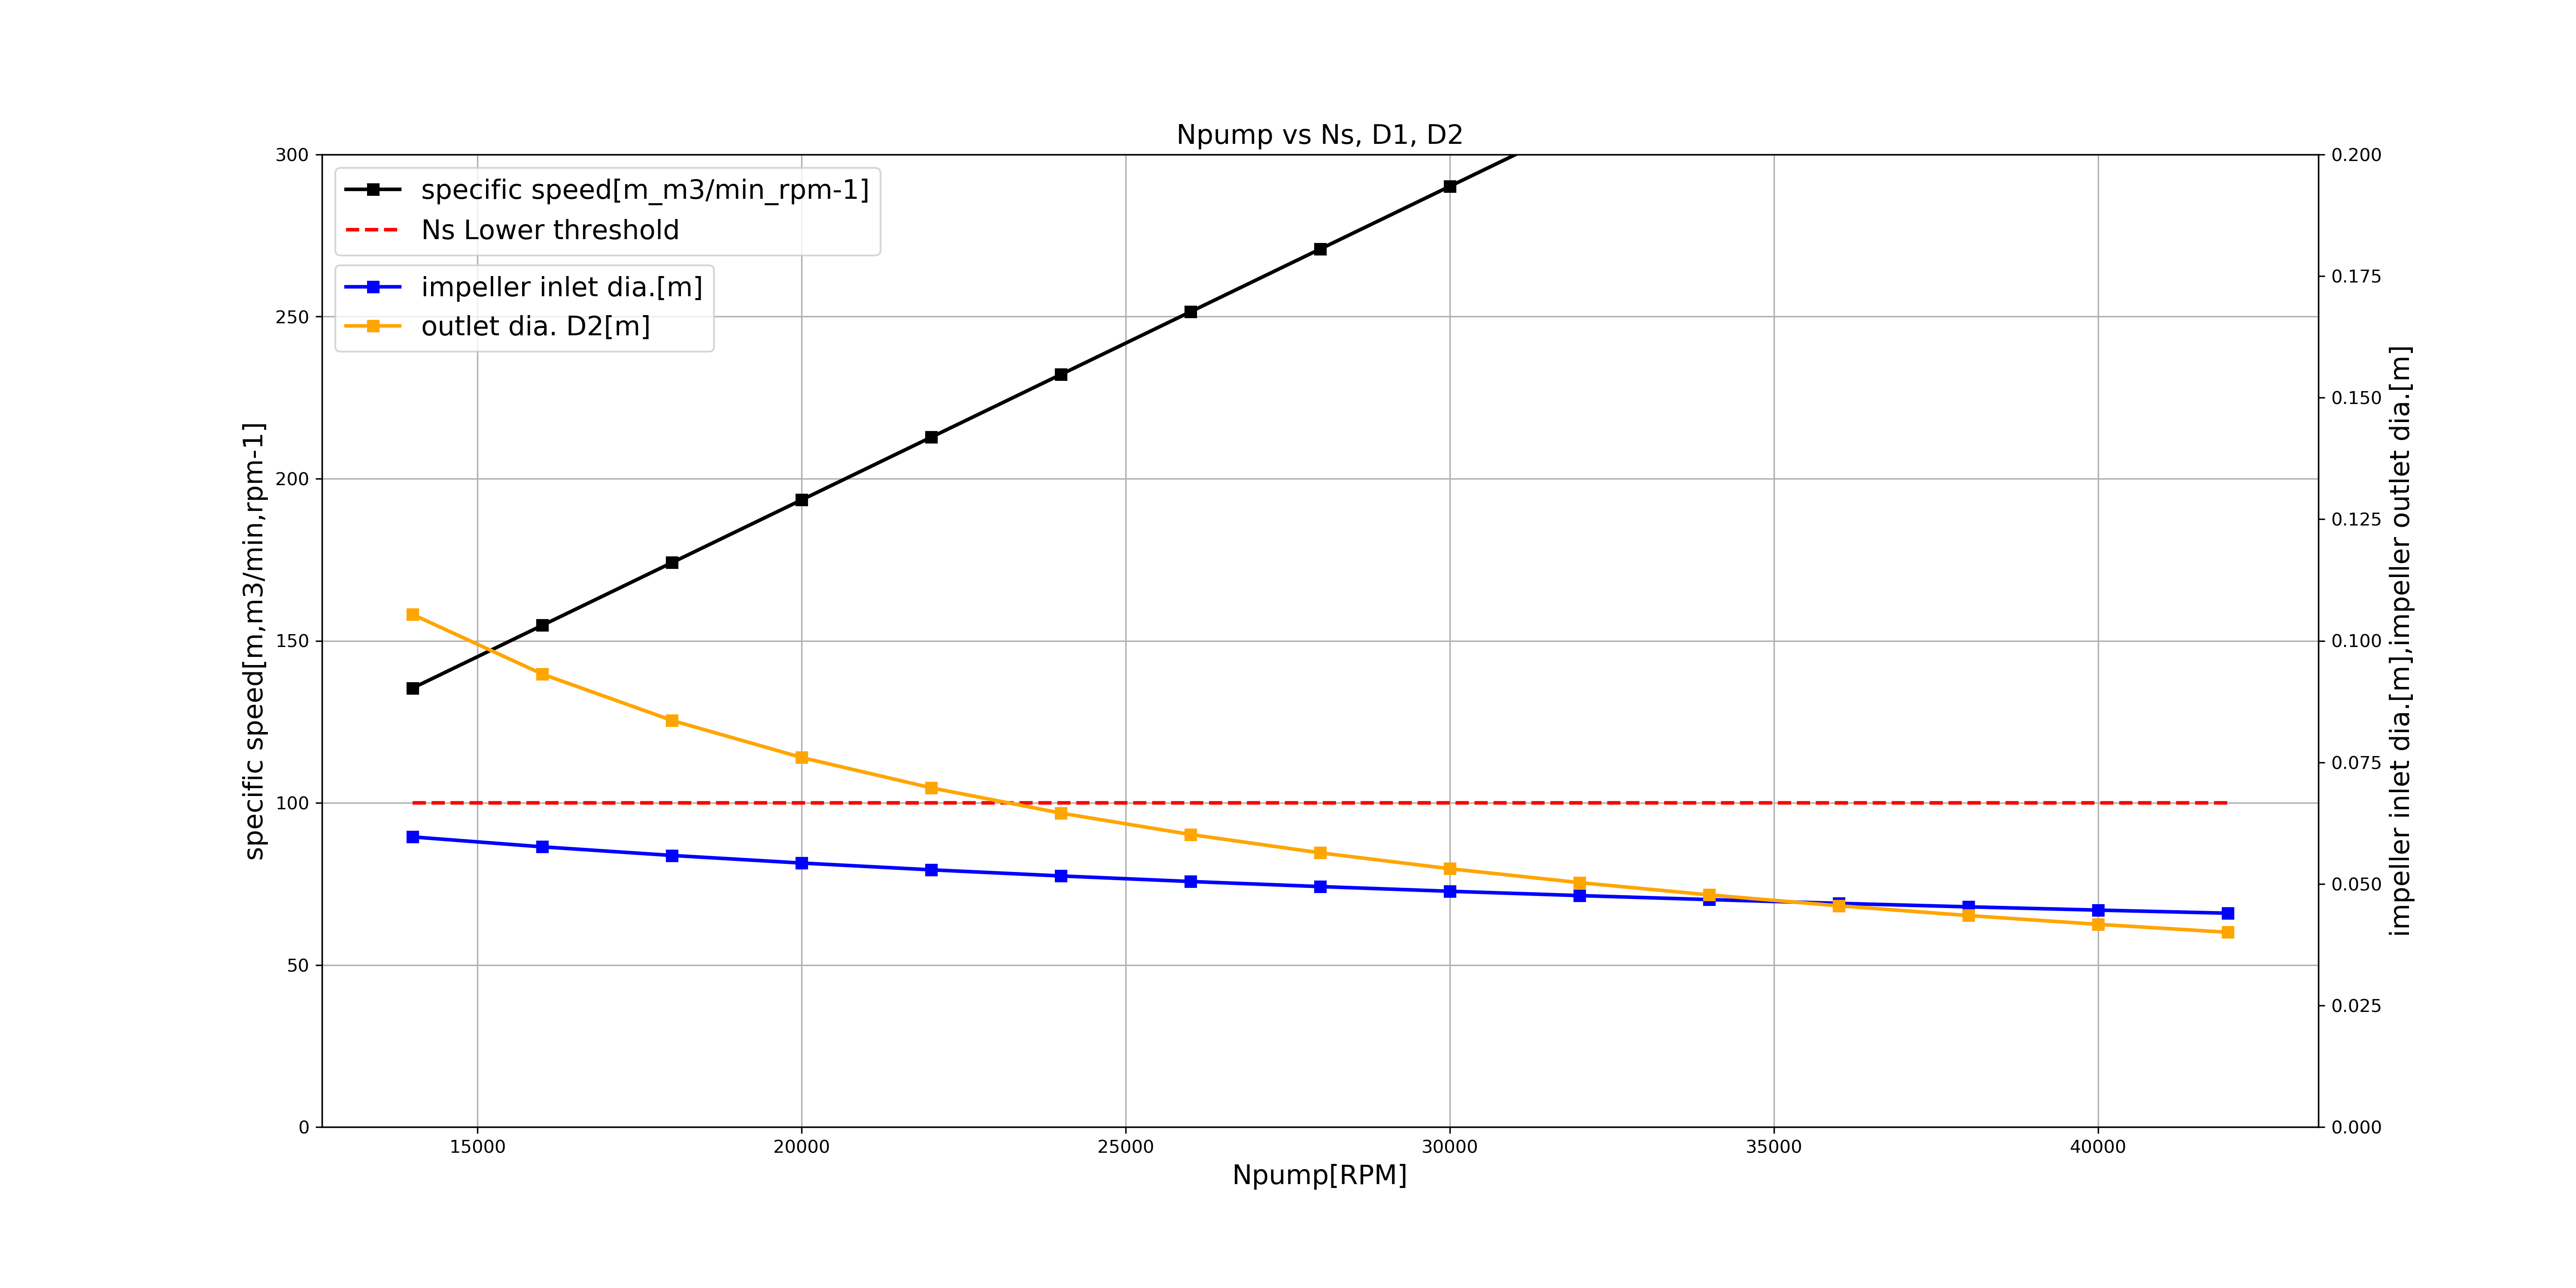 Npump vs Ns, D1, D2
specific speed[m_m3/min_rpm-1]
Ns Lower threshold
impeller inlet dia.[m]
outlet dia. D2[m]
300
250
200
150
100
50
0
specific speed[m,m3/min,rpm-1]
0.200
0.175
0.150
0.125
0.100
0.075
0.050
0.025
0.000
impeller inlet dia.[m],impeller outlet dia.[m]
15000 20000 25000 30000 35000 40000
Npump[RPM]